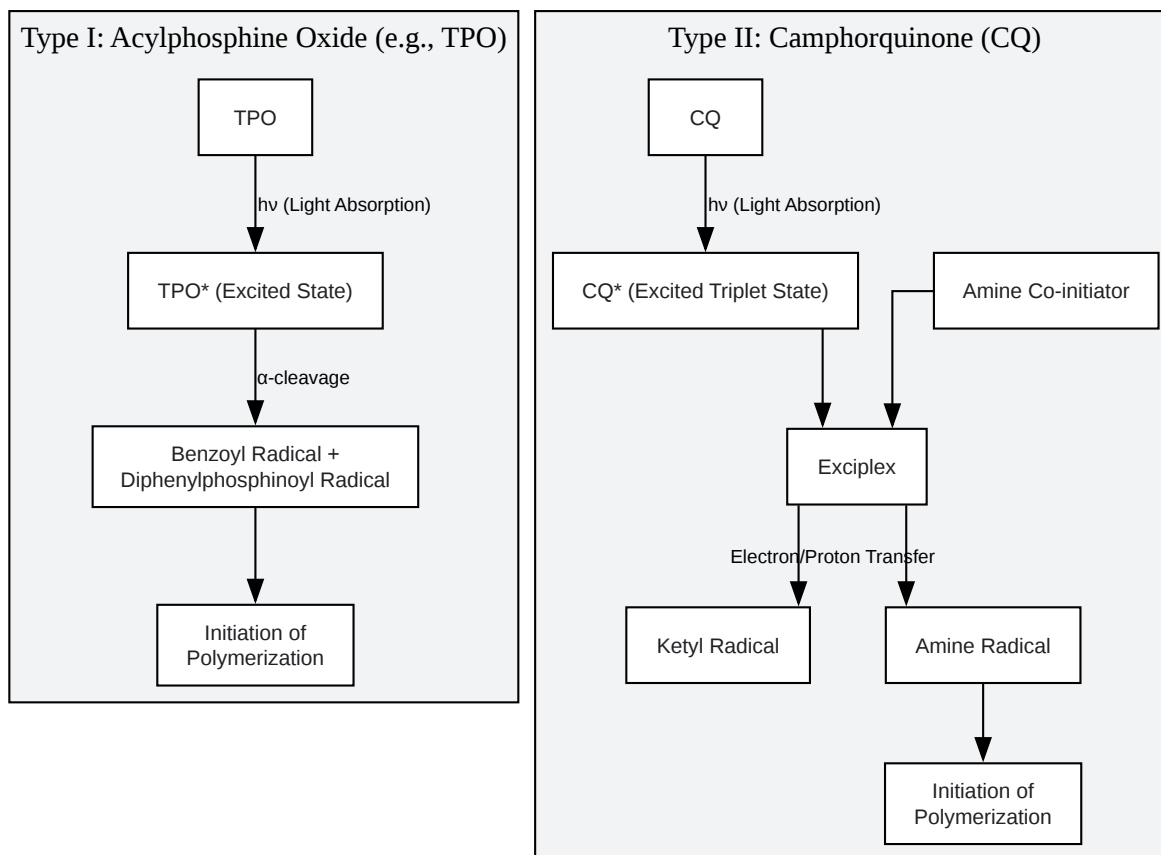 Type I: Acylphosphine Oxide (e.g., TPO)
TPO
hν (Light Absorption)
TPO* (Excited State)
α-cleavage
Benzoyl Radical +
Diphenylphosphinoyl Radical
Initiation of
Polymerization
Type II: Camphorquinone (CQ)
CQ
hν (Light Absorption)
CQ* (Excited Triplet State)
Amine Co-initiator
Exciplex
Electron/Proton Transfer
Ketyl Radical
Amine Radical
Initiation of
Polymerization